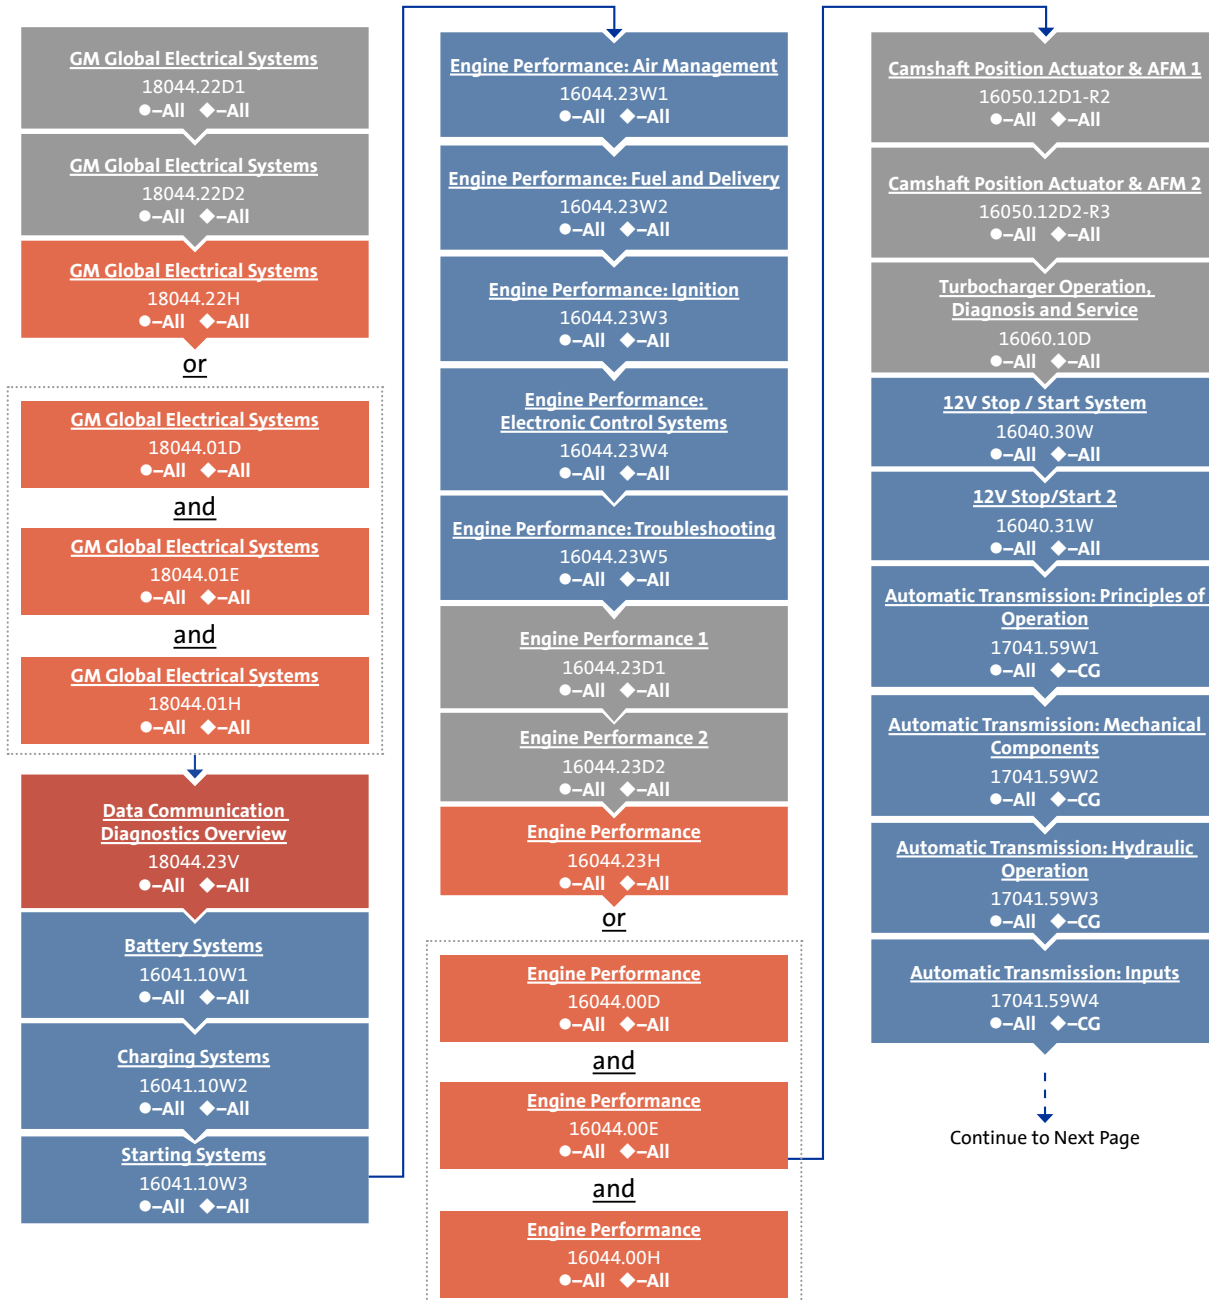 GM Global Electrical Systems
18044.22D1
●–All ◆–All
GM Global Electrical Systems
18044.22D2
●–All ◆–All
GM Global Electrical Systems
18044.22H
●–All ◆–All
or
GM Global Electrical Systems
18044.01D
●–All ◆–All
and
GM Global Electrical Systems
18044.01E
●–All ◆–All
and
GM Global Electrical Systems
18044.01H
●–All ◆–All
Data Communication
Diagnostics Overview
18044.23V
●–All ◆–All
Battery Systems
16041.10W1
●–All ◆–All
Charging Systems
16041.10W2
●–All ◆–All
Starting Systems
16041.10W3
●–All ◆–All
Engine Performance: Air Management
16044.23W1
●–All ◆–All
Engine Performance: Fuel and Delivery
16044.23W2
●–All ◆–All
Engine Performance: Ignition
16044.23W3
●–All ◆–All
Engine Performance:
Electronic Control Systems
16044.23W4
●–All ◆–All
Engine Performance: Troubleshooting
16044.23W5
●–All ◆–All
Engine Performance 1
16044.23D1
●–All ◆–All
Engine Performance 2
16044.23D2
●–All ◆–All
Engine Performance
16044.23H
●–All ◆–All
or
Engine Performance
16044.00D
●–All ◆–All
and
Engine Performance
16044.00E
●–All ◆–All
and
Engine Performance
16044.00H
●–All ◆–All
Camshaft Position Actuator & AFM 1
16050.12D1-R2
●–All ◆–All
Camshaft Position Actuator & AFM 2
16050.12D2-R3
●–All ◆–All
Turbocharger Operation,
Diagnosis and Service
16060.10D
●–All ◆–All
12V Stop / Start System
16040.30W
●–All ◆–All
12V Stop/Start 2
16040.31W
●–All ◆–All
Automatic Transmission: Principles of
Operation
17041.59W1
●–All ◆–CG
Automatic Transmission: Mechanical
Components
17041.59W2
●–All ◆–CG
Automatic Transmission: Hydraulic
Operation
17041.59W3
●–All ◆–CG
Automatic Transmission: Inputs
17041.59W4
●–All ◆–CG
Continue to Next Page